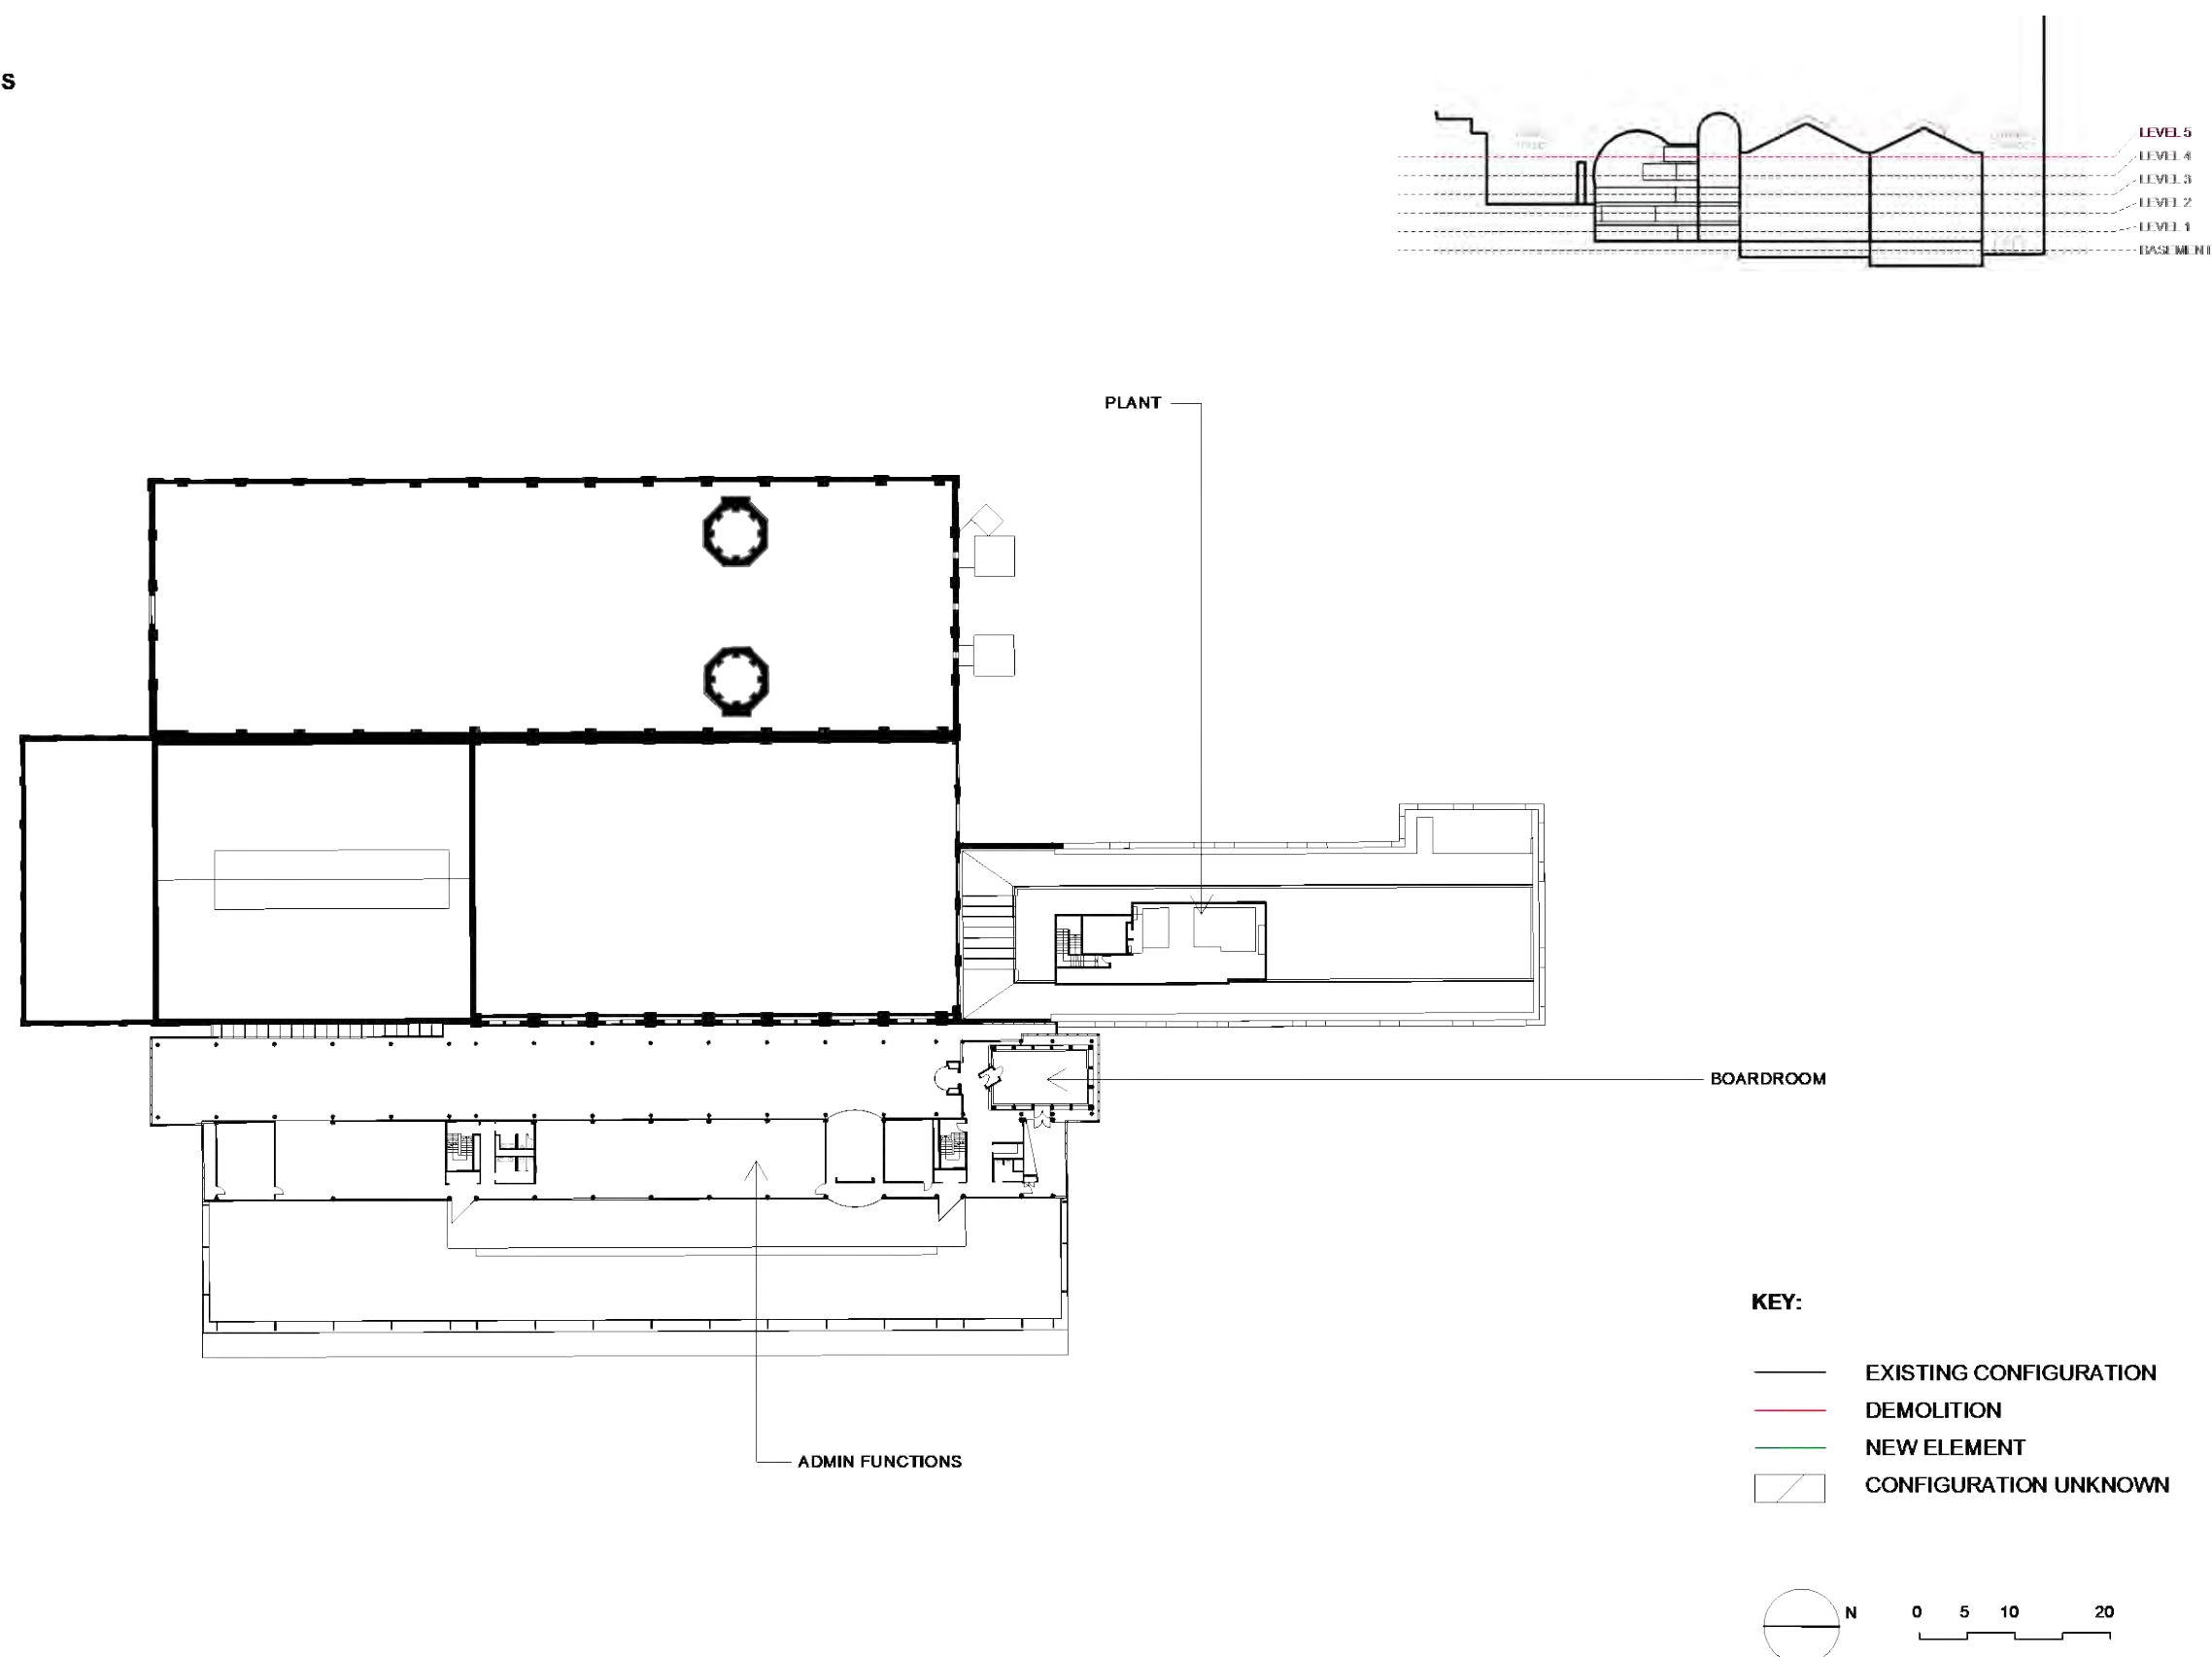 S
LEVEL 5
LEVEL 4
LEVEL 3
LEVEL 2
LEVEL 1
BASEMENT
PLANT
BOARDROOM
ADMIN FUNCTIONS
KEY:
EXISTING CONFIGURATION
DEMOLITION
NEW ELEMENT
CONFIGURATION UNKNOWN
N
0 5 10 20